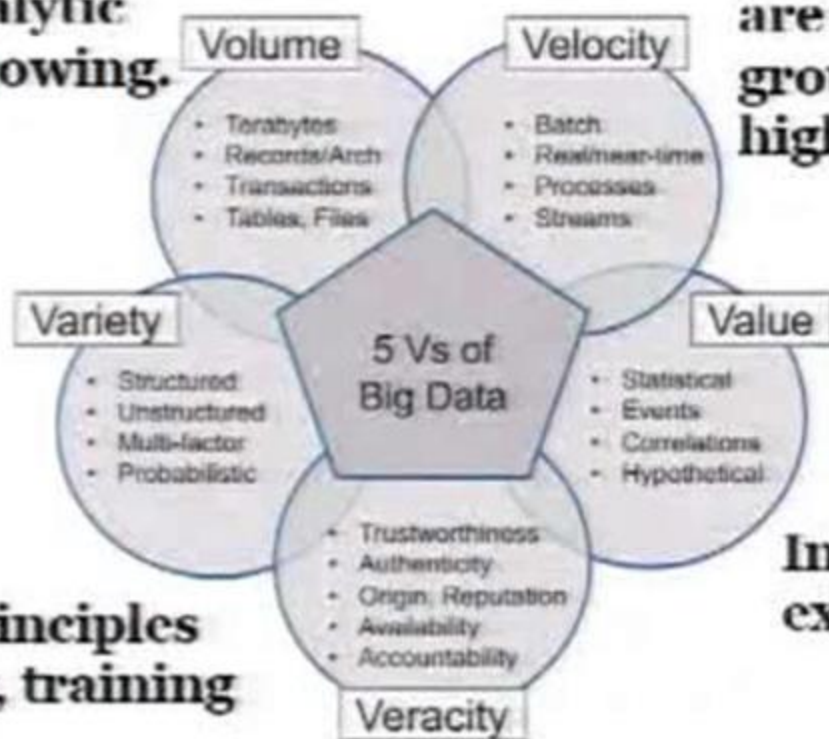 alytic
owing.
are
grov
high
Volume
• Terabytes
• Records/Arch
• Transactions
• Tables, Files
Velocity
• Batch
• Real/near-time
• Processes
• Streams
Variety
• Structured
• Unstructured
• Multi-factor
• Probabilistic
5 Vs of
Big Data
Value
• Statistical
• Events
• Correlations
• Hypothetical
• Trustworthiness
• Authenticity
• Origin, Reputation
• Availability
• Accountability
Veracity
In
ex
inciples
, training